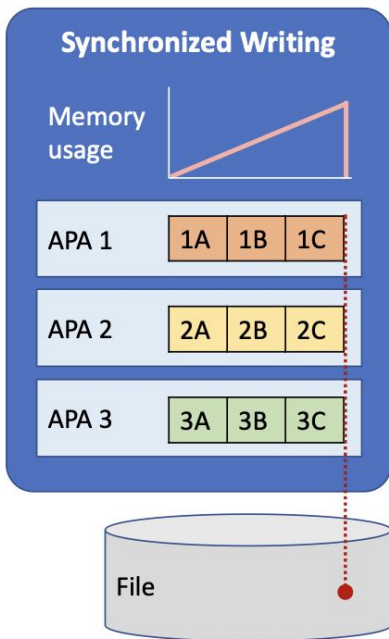 Synchronized Writing
Memory
usage
APA 1
1A 1B 1C
APA 2
2A 2B 2C
APA 3
3A 3B 3C
File